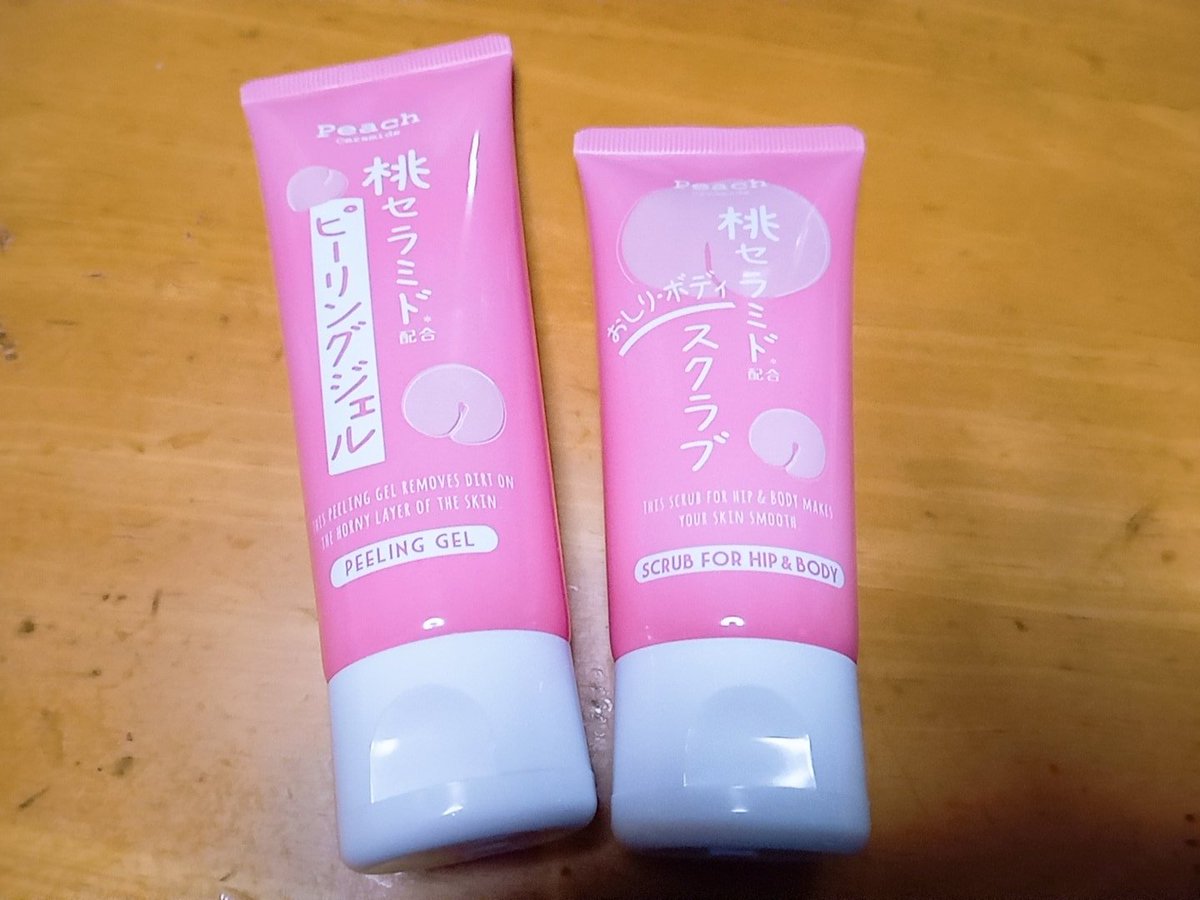 Peach
Ceramide
桃セラミド*配合
ピーリングジェル
THIS PEELING GEL REMOVES DIRT ON
THE HORNY LAYER OF THE SKIN
PEELING GEL
Peach
Ceramide
桃セラミド*配合
おしり・ボディ
スクラブ
THIS SCRUB FOR HIP & BODY MAKES
YOUR SKIN SMOOTH
SCRUB FOR HIP & BODY